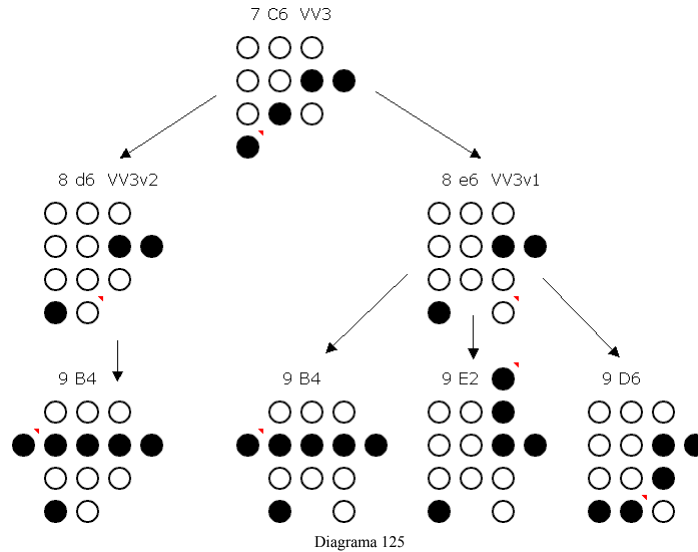 7 C6 VV3
8 d6 VV3v2
8 e6 VV3v1
9 B4
9 B4
9 E2
9 D6
Diagrama 125